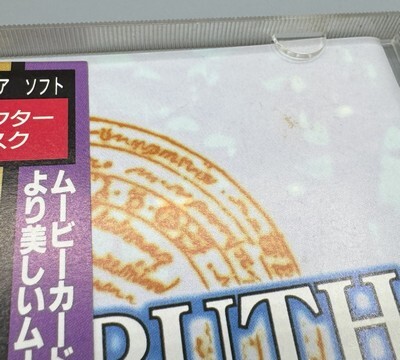 ア ソフト
クター
スク
ムービーカード
より美しいムー
RUTH